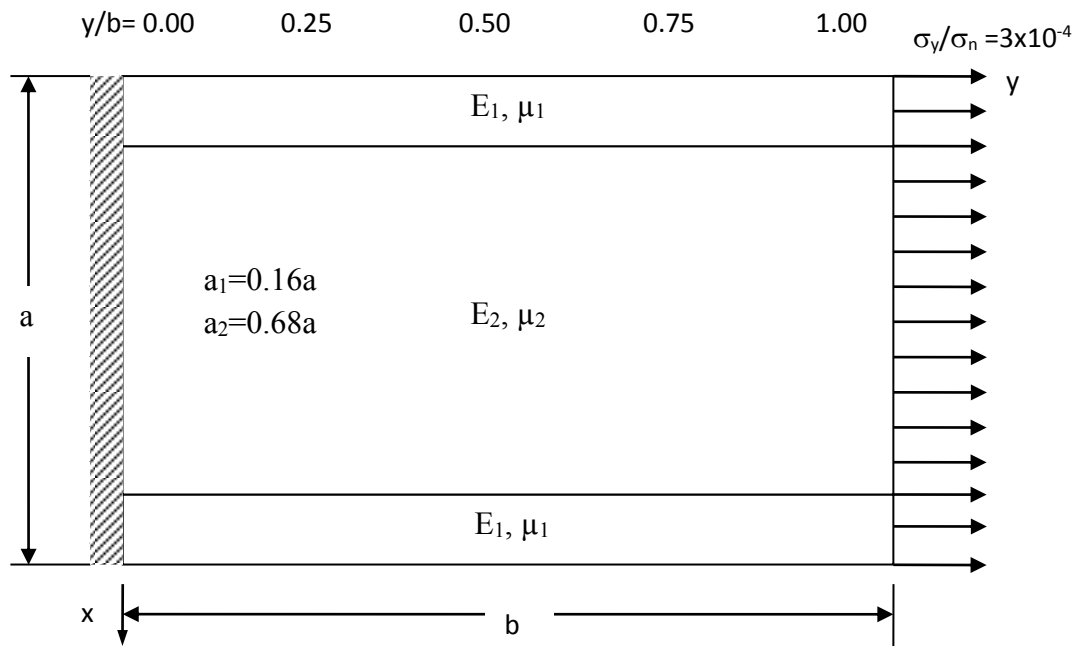 y/b= 0.00 0.25 0.50 0.75 1.00
σy/σn =3x10⁻⁴
y
E₁, µ₁
a₁=0.16a
a₂=0.68a
a
E₂, µ₂
E₁, µ₁
x
b